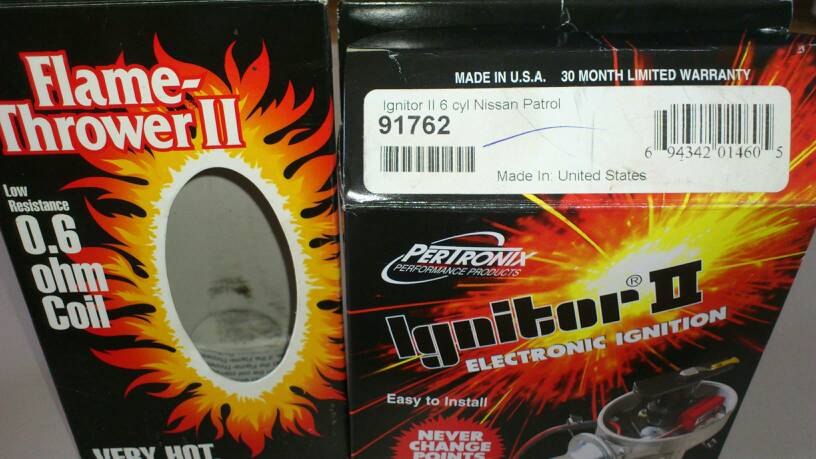 Flame-
Thrower II
Low
Resistance
0.6
ohm
Coil
VERY HOT
MADE IN U.S.A. 30 MONTH LIMITED WARRANTY
Ignitor II 6 cyl Nissan Patrol
91762
6 94342 01460 5
Made In: United States
PERTRONIX
PERFORMANCE PRODUCTS
Ignitor® II
ELECTRONIC IGNITION
Easy to Install
NEVER
CHANGE
POINTS